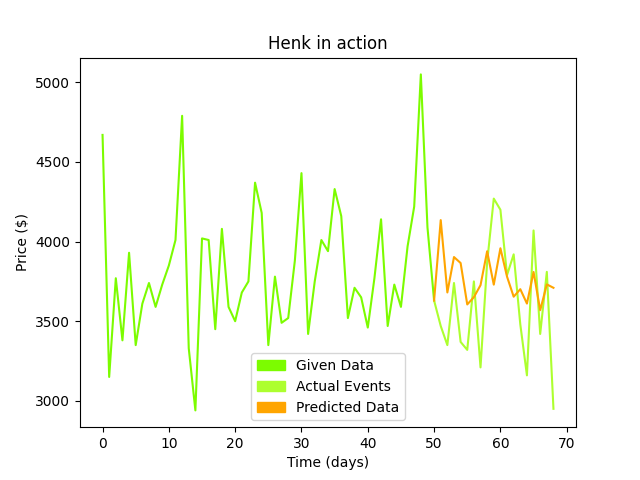 Henk in action
Price ($)
5000
4500
4000
3500
3000
Given Data
Actual Events
Predicted Data
0 10 20 30 40 50 60 70
Time (days)